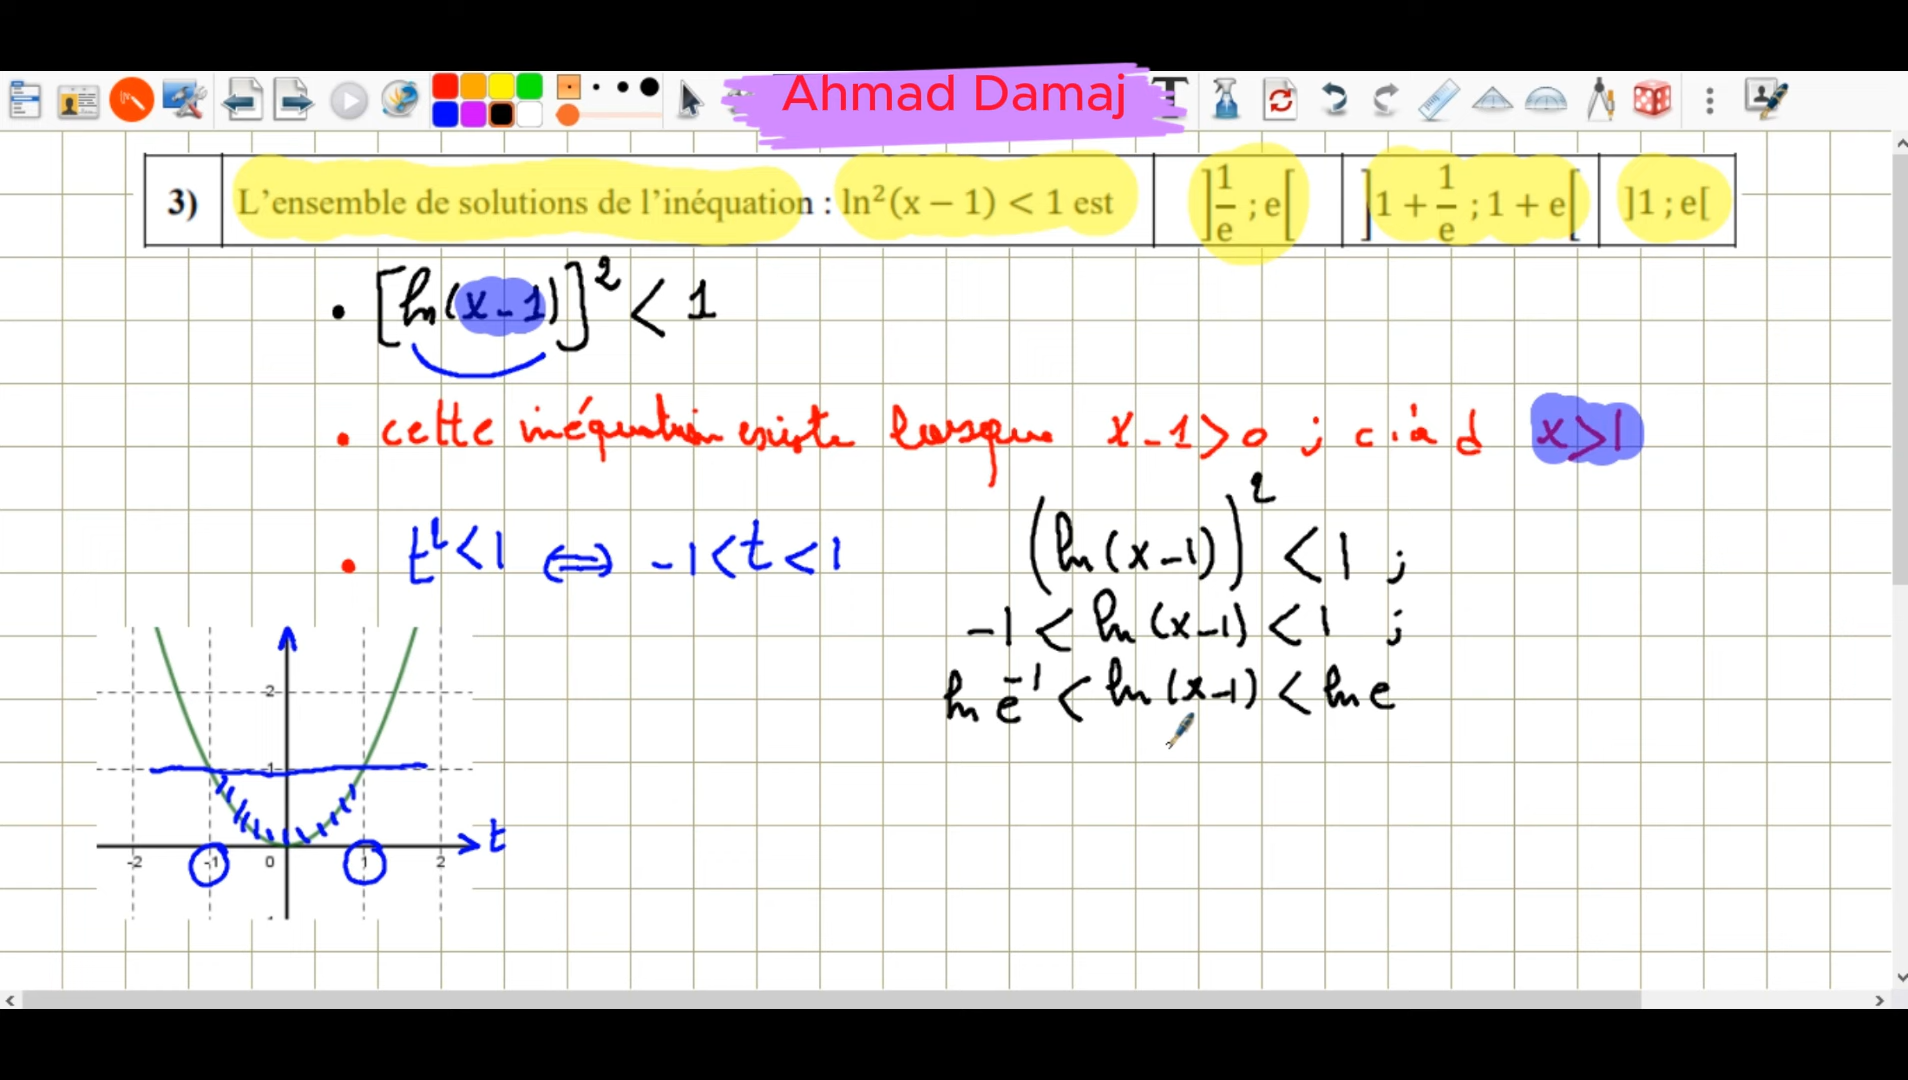 Ahmad Damaj
3) L'ensemble de solutions de l'inéquation : ln²(x − 1) < 1 est ]1/e ; e[ ]1 + 1/e ; 1 + e[ ]1 ; e[
• [ln(x-1)]² < 1
• cette inéquation existe lorsque x-1>0 ; c.à d x>1
• t²<1 ⟺ -1<t<1
(ln(x-1))² < 1 ;
-1 < ln(x-1) < 1 ;
ln e⁻¹ < ln(x-1) < ln e
2
1
-2 -1 0 1 2 t